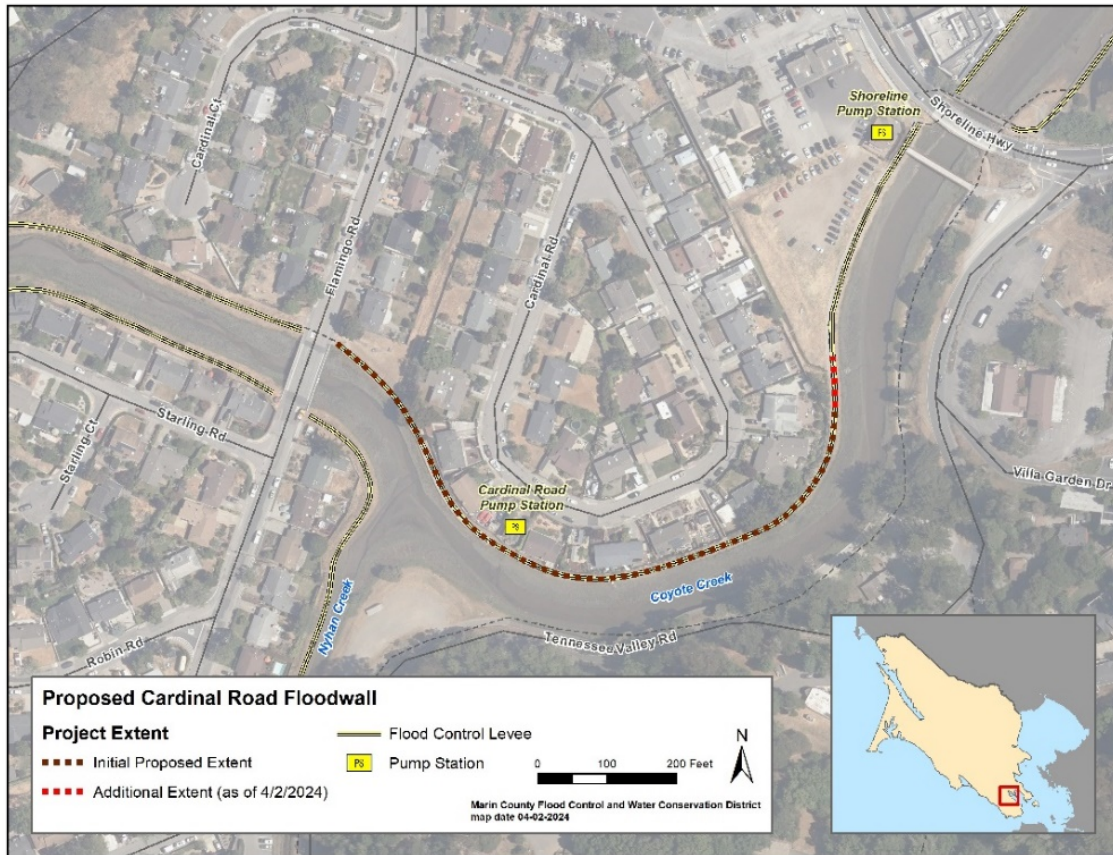 Shoreline
Pump Station
PS
Shoreline Hwy
Cardinal Ct
Flamingo Rd
Cardinal Rd
Starling Rd
Starling Ct
Villa Garden Dr
Cardinal Road
Pump Station
PS
Coyote Creek
Nyhan Creek
Tennessee Valley Rd
Robin Rd
Proposed Cardinal Road Floodwall
Project Extent
Initial Proposed Extent
Additional Extent (as of 4/2/2024)
Flood Control Levee
PS
Pump Station
0 100 200 Feet
N
Marin County Flood Control and Water Conservation District
map date 04-02-2024